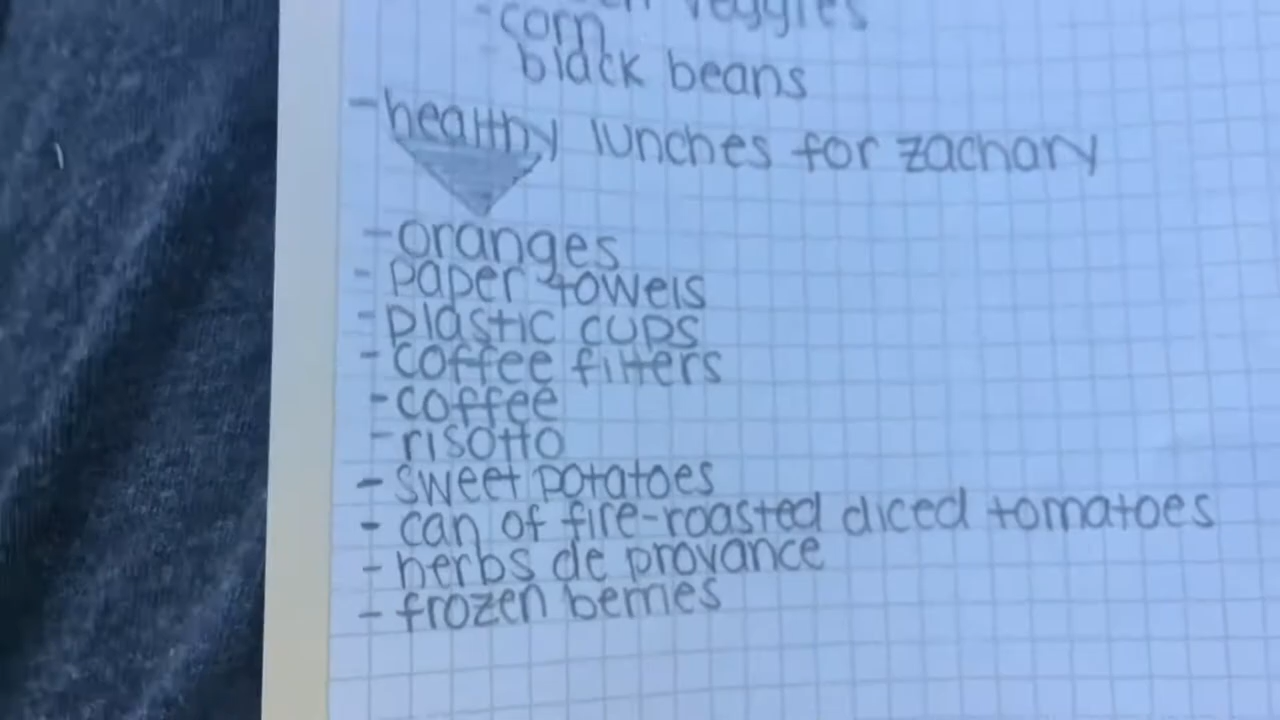 veggies
- corn
black beans
- healthy lunches for zachary
- oranges
- paper towels
- plastic cups
- coffee filters
- coffee
- risotto
- sweet potatoes
- can of fire-roasted diced tomatoes
- herbs de provance
- frozen berries